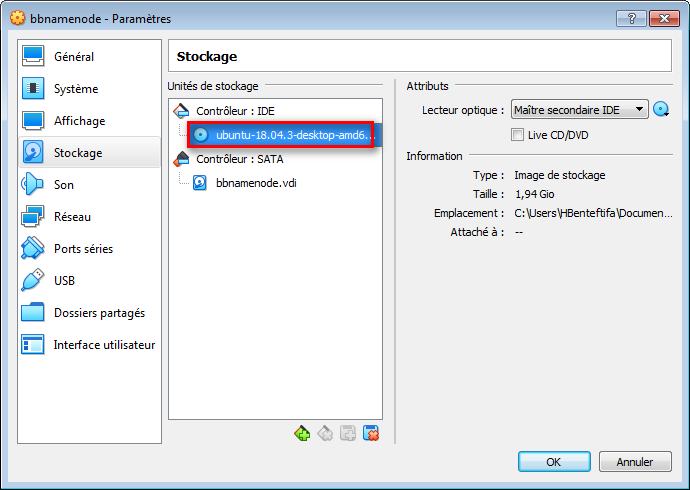 bbnamenode - Paramètres
Général
Système
Affichage
Stockage
Son
Réseau
Ports séries
USB
Dossiers partagés
Interface utilisateur
Stockage
Unités de stockage
Contrôleur : IDE
ubuntu-18.04.3-desktop-amd6...
Contrôleur : SATA
bbnamenode.vdi
Attributs
Lecteur optique : Maître secondaire IDE
Live CD/DVD
Information
Type : Image de stockage
Taille : 1,94 Gio
Emplacement : C:\Users\HBenteftifa\Documen...
Attaché à : --
OK
Annuler